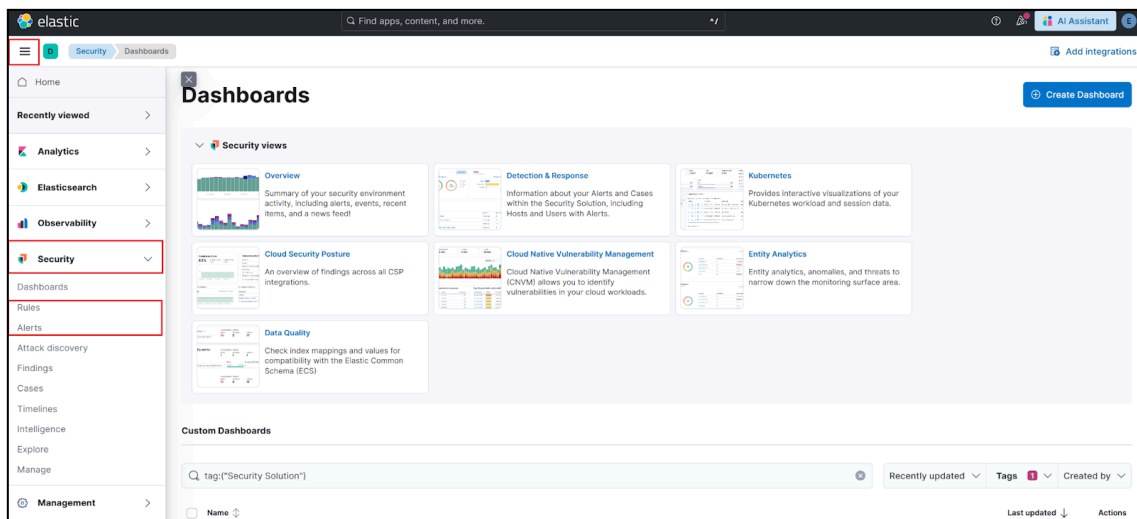 elastic
Find apps, content, and more.
^/
AI Assistant
E
D
Security
Dashboards
Add integrations
Home
Recently viewed
Analytics
Elasticsearch
Observability
Security
Dashboards
Rules
Alerts
Attack discovery
Findings
Cases
Timelines
Intelligence
Explore
Manage
Management
Dashboards
Create Dashboard
Security views
Overview
Summary of your security environment
activity, including alerts, events, recent
items, and a news feed!
Detection & Response
Information about your Alerts and Cases
within the Security Solution, including
Hosts and Users with Alerts.
Kubernetes
Provides interactive visualizations of your
Kubernetes workload and session data.
Cloud Security Posture
An overview of findings across all CSP
integrations.
Cloud Native Vulnerability Management
Cloud Native Vulnerability Management
(CNVM) allows you to identify
vulnerabilities in your cloud workloads.
Entity Analytics
Entity analytics, anomalies, and threats to
narrow down the monitoring surface area.
Data Quality
Check index mappings and values for
compatibility with the Elastic Common
Schema (ECS)
Custom Dashboards
tag:("Security Solution")
Recently updated
Tags 1
Created by
Name
Last updated
Actions